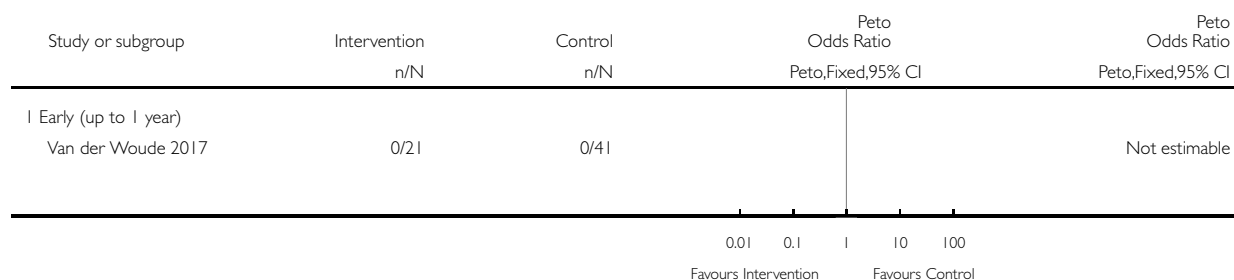 Peto Peto
Study or subgroup Intervention Control Odds Ratio Odds Ratio
n/N n/N Peto,Fixed,95% CI Peto,Fixed,95% CI
1 Early (up to 1 year)
Van der Woude 2017 0/21 0/41 Not estimable
0.01 0.1 1 10 100
Favours Intervention Favours Control